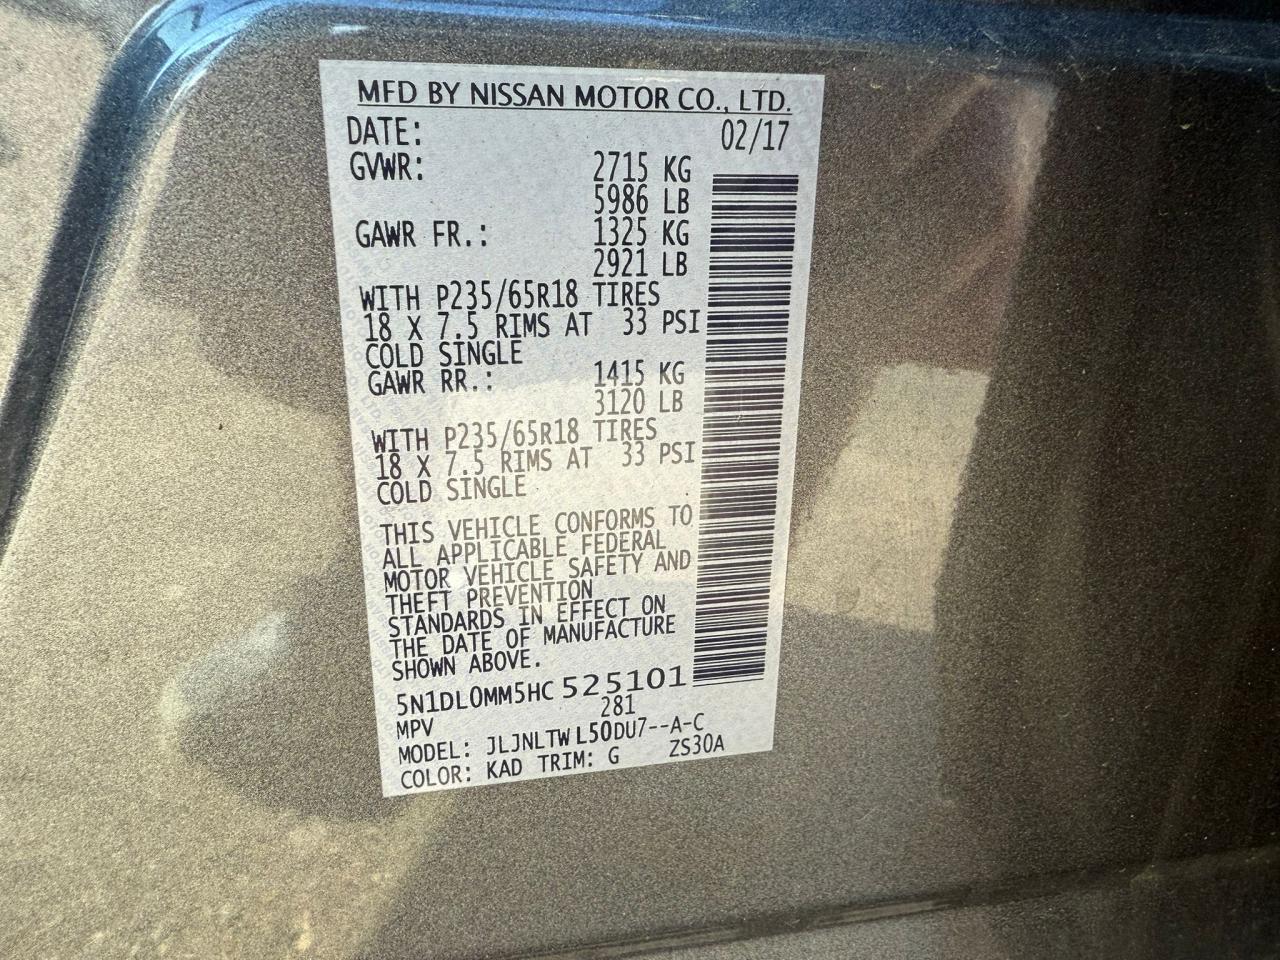 MFD BY NISSAN MOTOR CO., LTD.
DATE: 02/17
GVWR: 2715 KG
5986 LB
GAWR FR.: 1325 KG
2921 LB
WITH P235/65R18 TIRES
18 X 7.5 RIMS AT 33 PSI
COLD SINGLE
GAWR RR.: 1415 KG
3120 LB
WITH P235/65R18 TIRES
18 X 7.5 RIMS AT 33 PSI
COLD SINGLE
THIS VEHICLE CONFORMS TO
ALL APPLICABLE FEDERAL
MOTOR VEHICLE SAFETY AND
THEFT PREVENTION
STANDARDS IN EFFECT ON
THE DATE OF MANUFACTURE
SHOWN ABOVE.
5N1DL0MM5HC 525101
MPV 281
MODEL: JLJNLTW L50DU7--A-C
COLOR: KAD TRIM: G ZS30A